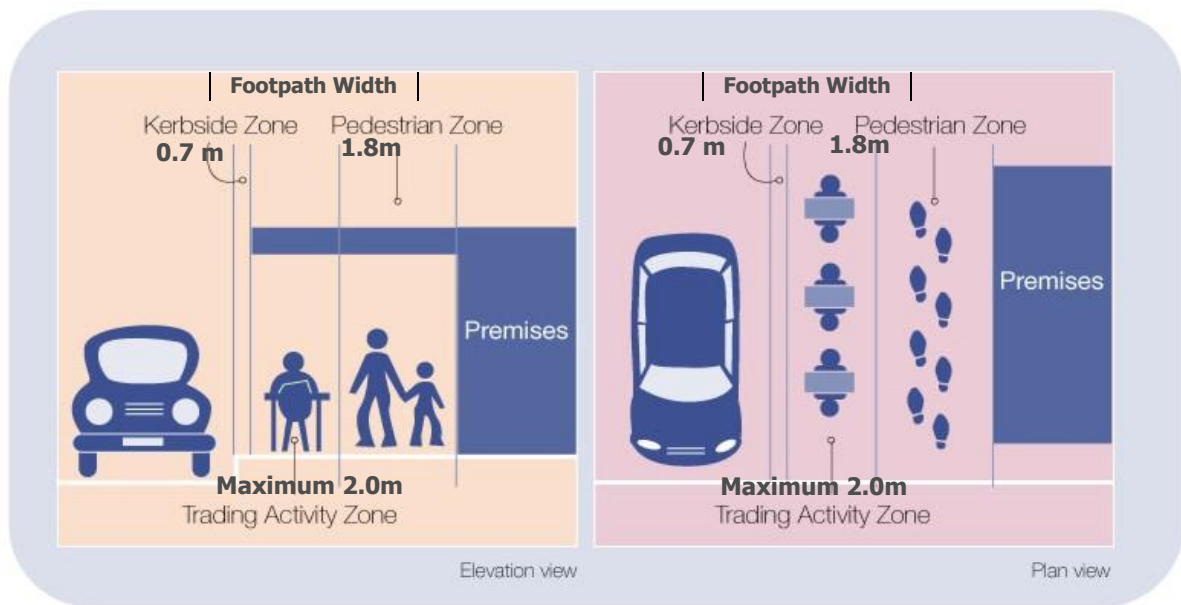 Footpath Width
Kerbside Zone Pedestrian Zone
0.7 m 1.8m
Premises
Maximum 2.0m
Trading Activity Zone
Elevation view
Footpath Width
Kerbside Zone Pedestrian Zone
0.7 m 1.8m
Premises
Maximum 2.0m
Trading Activity Zone
Plan view